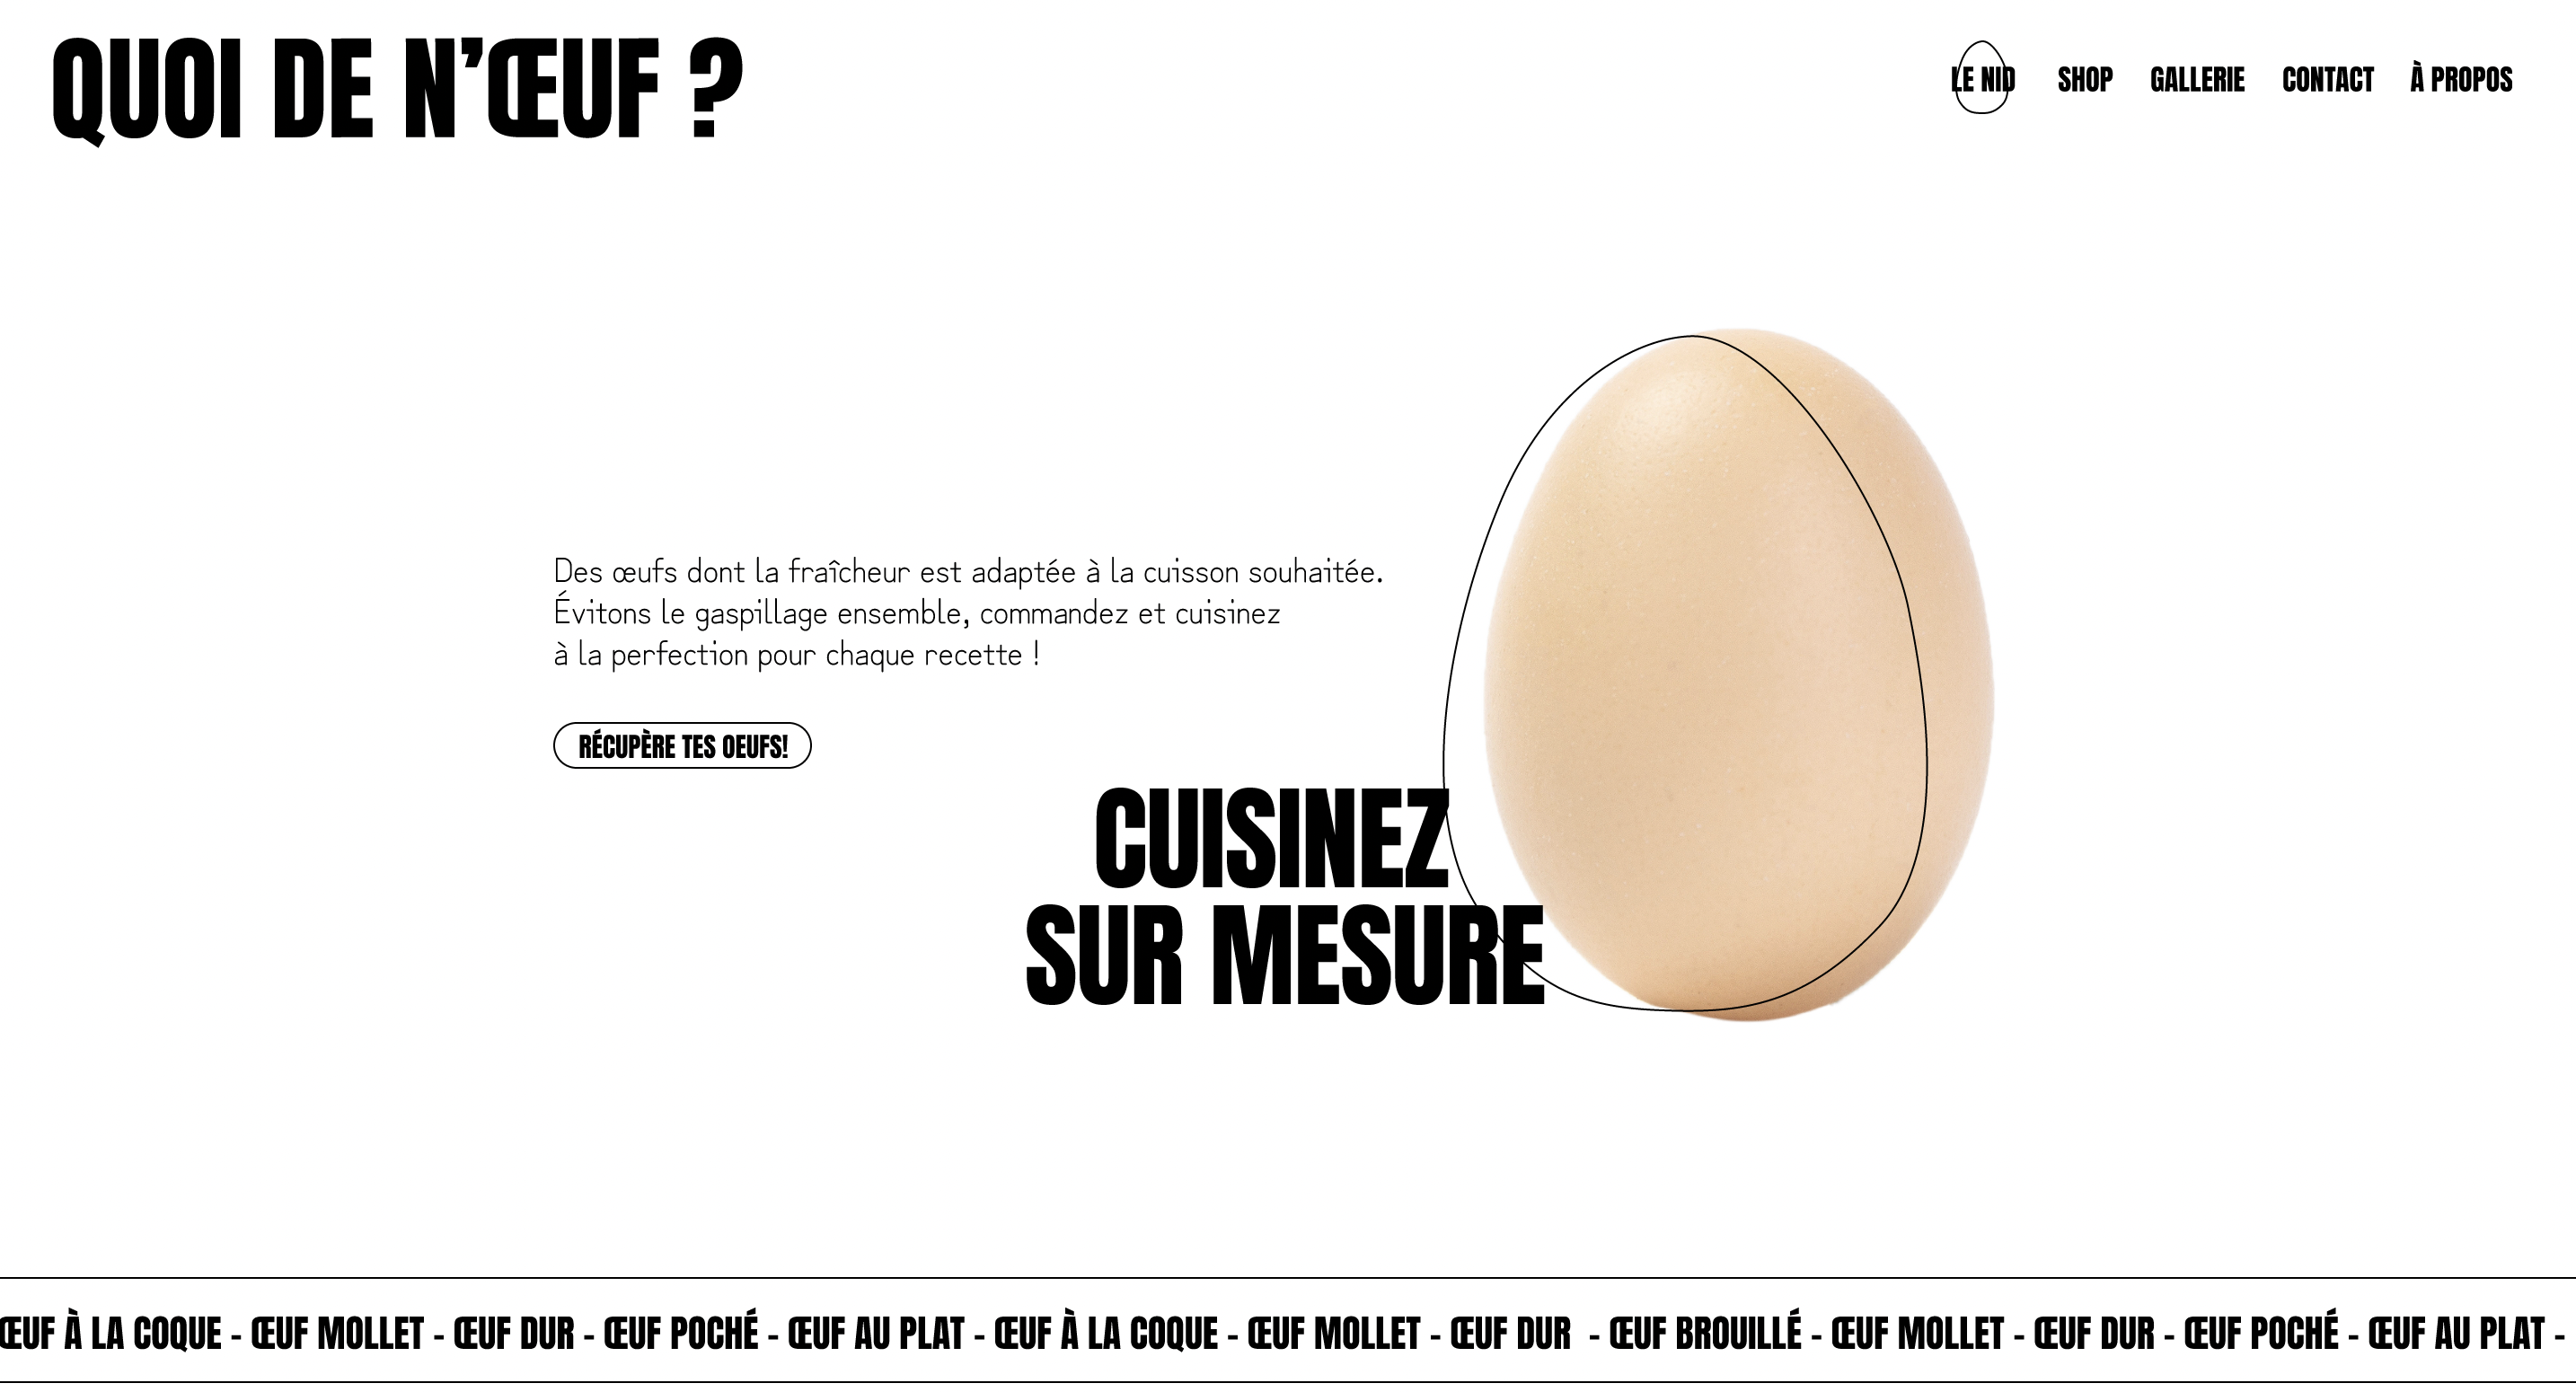 QUOI DE N’ŒUF ?
LE NID SHOP GALLERIE CONTACT À PROPOS
Des œufs dont la fraîcheur est adaptée à la cuisson souhaitée.
Évitons le gaspillage ensemble, commandez et cuisinez
à la perfection pour chaque recette !
RÉCUPÈRE TES OEUFS!
CUISINEZ
SUR MESURE
ŒUF À LA COQUE - ŒUF MOLLET - ŒUF DUR - ŒUF POCHÉ - ŒUF AU PLAT - ŒUF À LA COQUE - ŒUF MOLLET - ŒUF DUR - ŒUF BROUILLÉ - ŒUF MOLLET - ŒUF DUR - ŒUF POCHÉ - ŒUF AU PLAT -